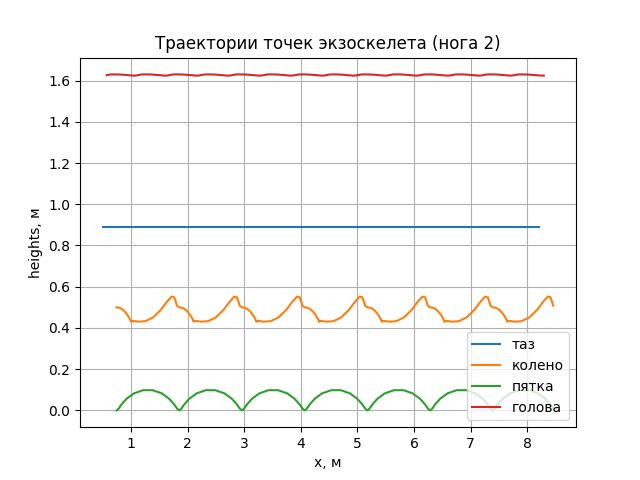 Траектории точек экзоскелета (нога 2)
heights, м
1.6
1.4
1.2
1.0
0.8
0.6
0.4
0.2
0.0
таз
колено
пятка
голова
1 2 3 4 5 6 7 8
x, м